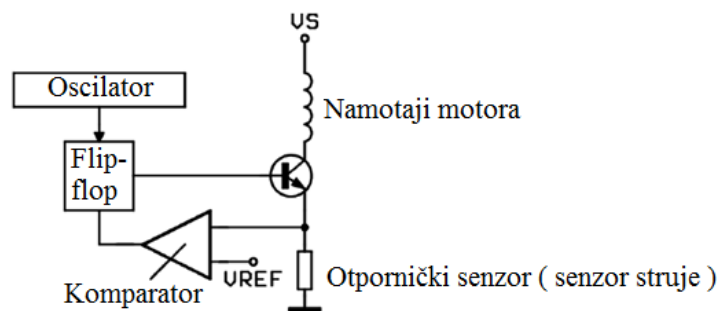 VS
Oscilator
Namotaji motora
Flip-
flop
VREF
Komparator
Otpornički senzor ( senzor struje )